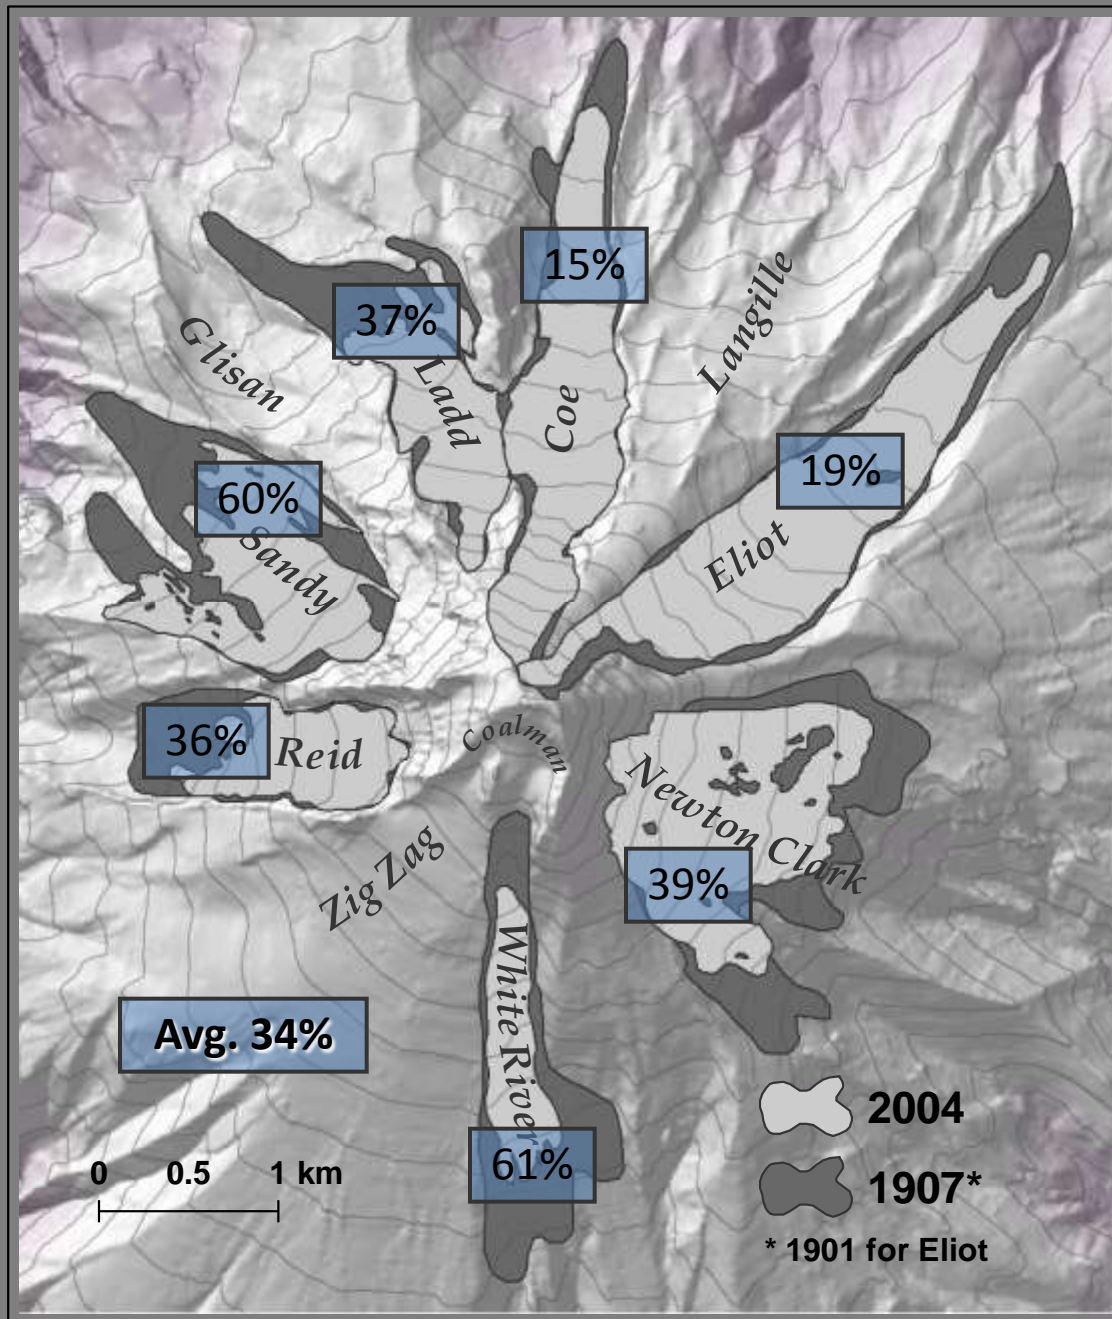 15%
37%
Glisan
Ladd
Coe
Langille
60%
Sandy
19%
Eliot
36%
Reid
Coalman
Newton Clark
39%
Zig Zag
White River
Avg. 34%
61%
0 0.5 1 km
2004
1907*
* 1901 for Eliot